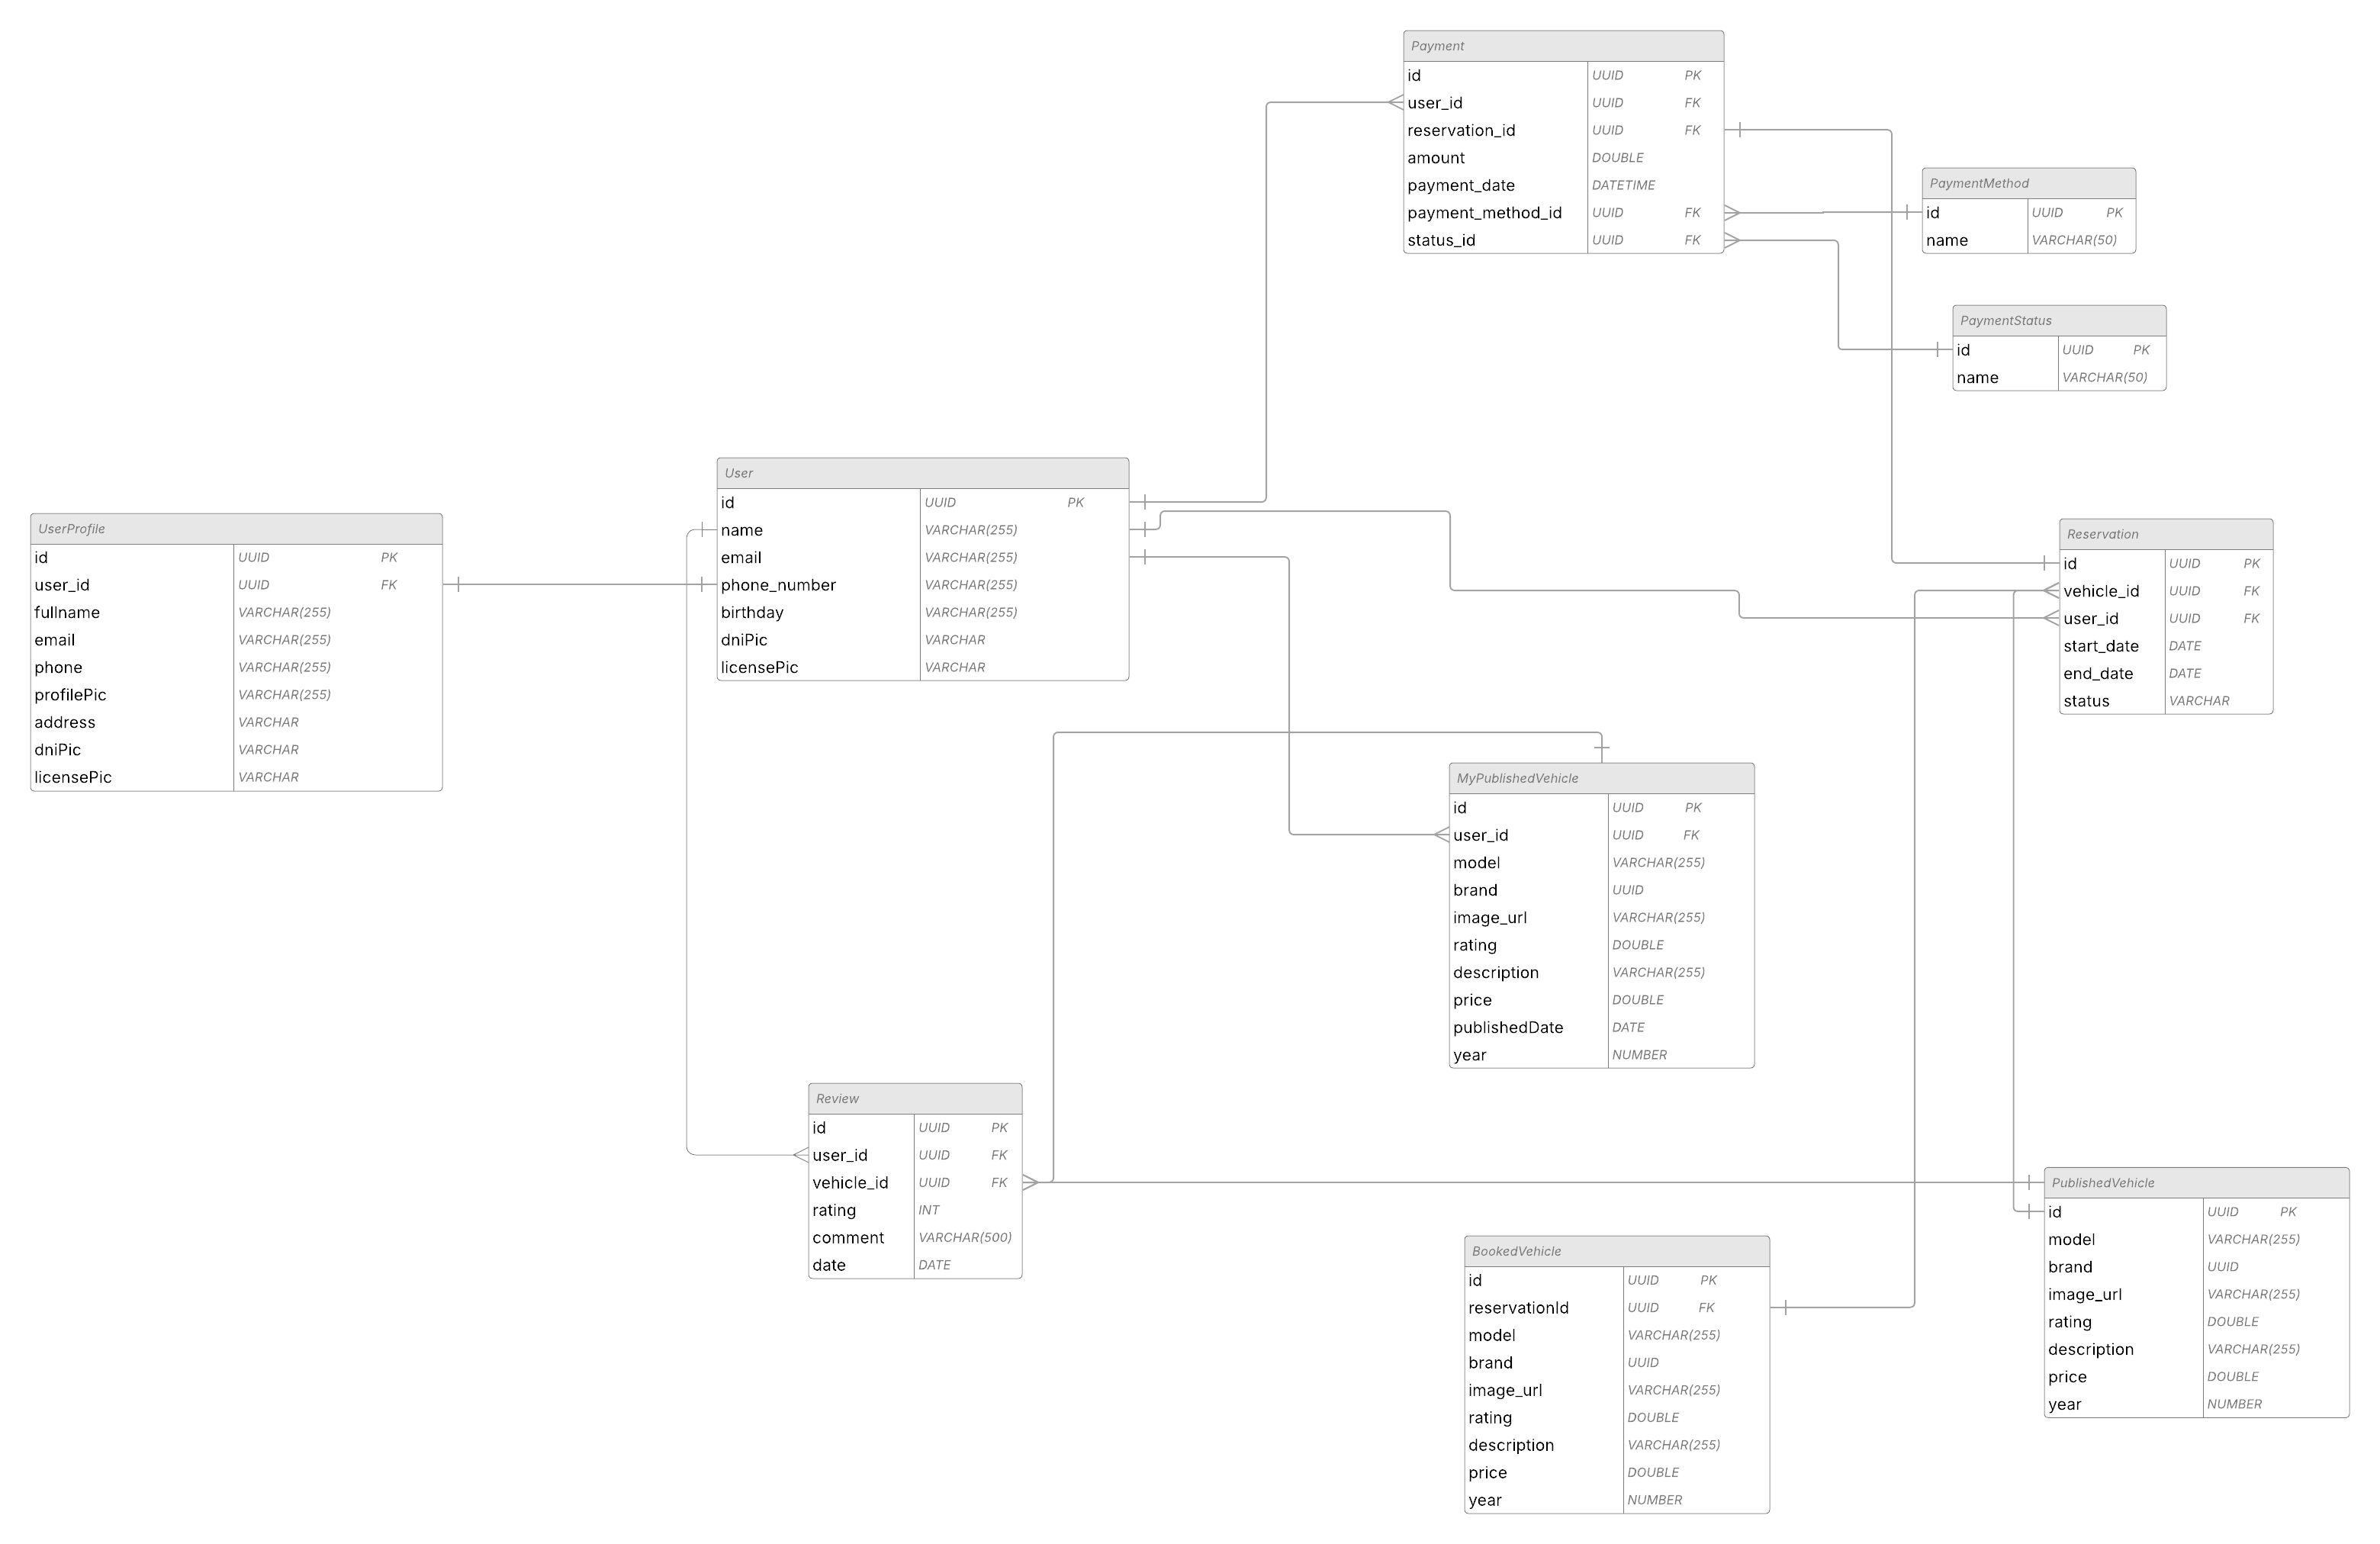 Payment
id UUID PK
user_id UUID FK
reservation_id UUID FK
amount DOUBLE
payment_date DATETIME
payment_method_id UUID FK
status_id UUID FK
PaymentMethod
id UUID PK
name VARCHAR(50)
PaymentStatus
id UUID PK
name VARCHAR(50)
User
id UUID PK
name VARCHAR(255)
email VARCHAR(255)
phone_number VARCHAR(255)
birthday VARCHAR(255)
dniPic VARCHAR
licensePic VARCHAR
UserProfile
id UUID PK
user_id UUID FK
fullname VARCHAR(255)
email VARCHAR(255)
phone VARCHAR(255)
profilePic VARCHAR(255)
address VARCHAR
dniPic VARCHAR
licensePic VARCHAR
Reservation
id UUID PK
vehicle_id UUID FK
user_id UUID FK
start_date DATE
end_date DATE
status VARCHAR
MyPublishedVehicle
id UUID PK
user_id UUID FK
model VARCHAR(255)
brand UUID
image_url VARCHAR(255)
rating DOUBLE
description VARCHAR(255)
price DOUBLE
publishedDate DATE
year NUMBER
Review
id UUID PK
user_id UUID FK
vehicle_id UUID FK
rating INT
comment VARCHAR(500)
date DATE
PublishedVehicle
id UUID PK
model VARCHAR(255)
brand UUID
image_url VARCHAR(255)
rating DOUBLE
description VARCHAR(255)
price DOUBLE
year NUMBER
BookedVehicle
id UUID PK
reservationId UUID FK
model VARCHAR(255)
brand UUID
image_url VARCHAR(255)
rating DOUBLE
description VARCHAR(255)
price DOUBLE
year NUMBER